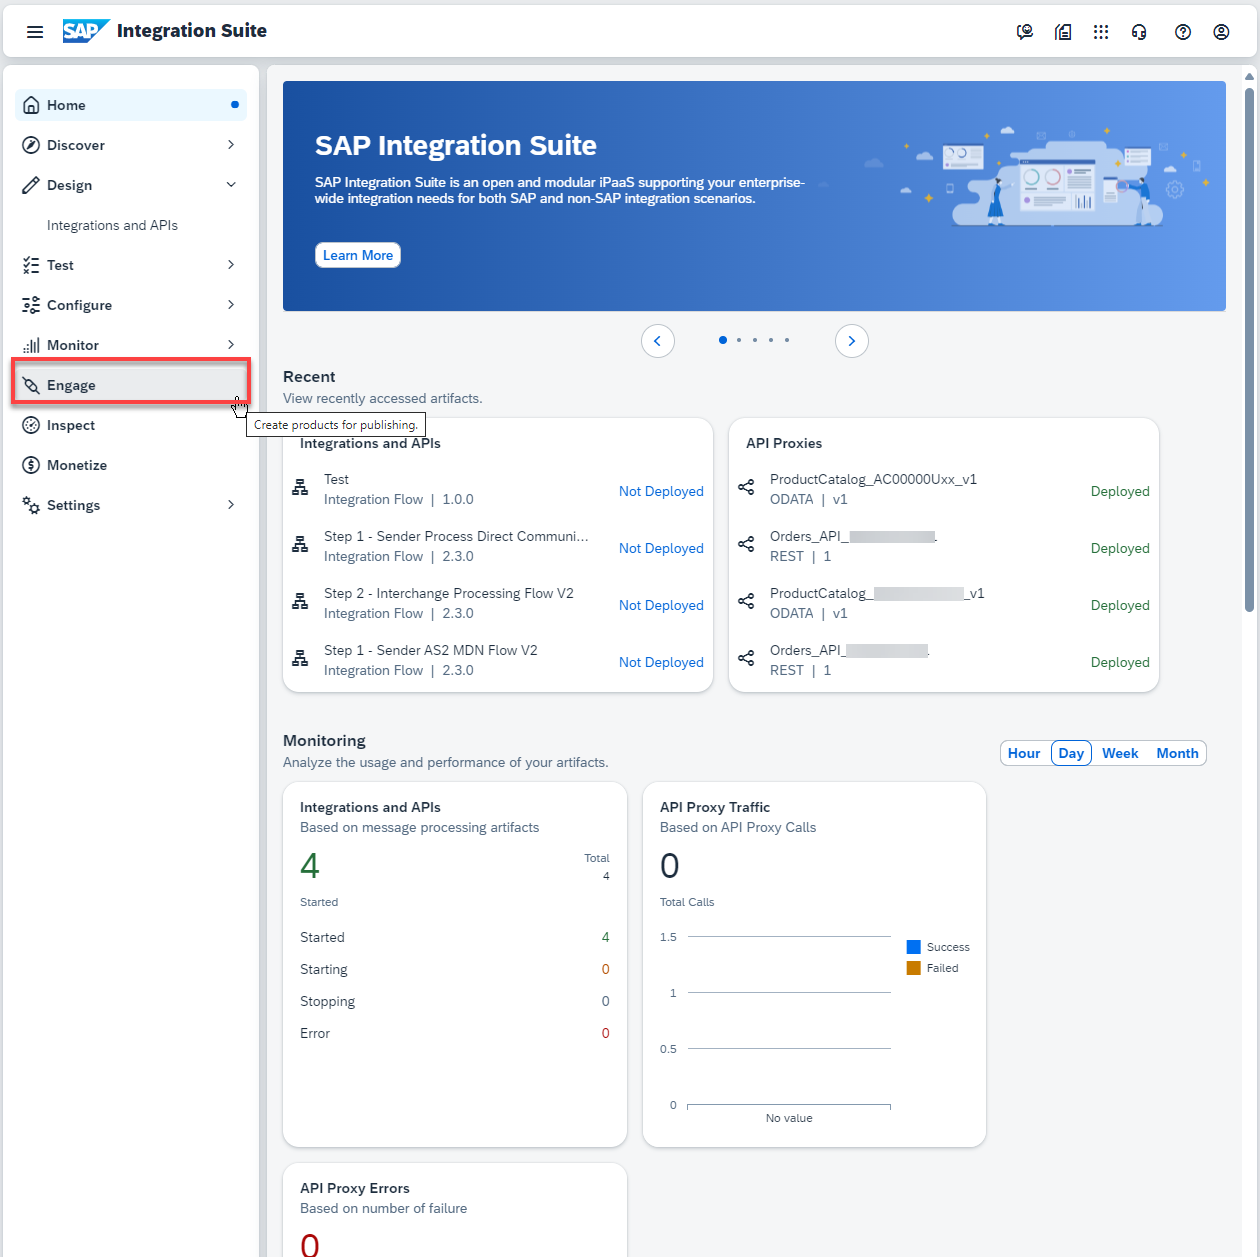 SAP Integration Suite
Home
Discover
Design
Integrations and APIs
Test
Configure
Monitor
Engage
Inspect
Monetize
Settings
Create products for publishing.
SAP Integration Suite
SAP Integration Suite is an open and modular iPaaS supporting your enterprise-
wide integration needs for both SAP and non-SAP integration scenarios.
Learn More
Recent
View recently accessed artifacts.
Integrations and APIs
Test
Integration Flow | 1.0.0
Not Deployed
Step 1 - Sender Process Direct Communi...
Integration Flow | 2.3.0
Not Deployed
Step 2 - Interchange Processing Flow V2
Integration Flow | 2.3.0
Not Deployed
Step 1 - Sender AS2 MDN Flow V2
Integration Flow | 2.3.0
Not Deployed
API Proxies
ProductCatalog_AC00000Uxx_v1
ODATA | v1
Deployed
Orders_API_
REST | 1
Deployed
ProductCatalog_ _v1
ODATA | v1
Deployed
Orders_API_
REST | 1
Deployed
Monitoring
Analyze the usage and performance of your artifacts.
Hour Day Week Month
Integrations and APIs
Based on message processing artifacts
4
Started
Total
4
Started 4
Starting 0
Stopping 0
Error 0
API Proxy Traffic
Based on API Proxy Calls
0
Total Calls
1.5
1
0.5
0
No value
Success
Failed
API Proxy Errors
Based on number of failure
0